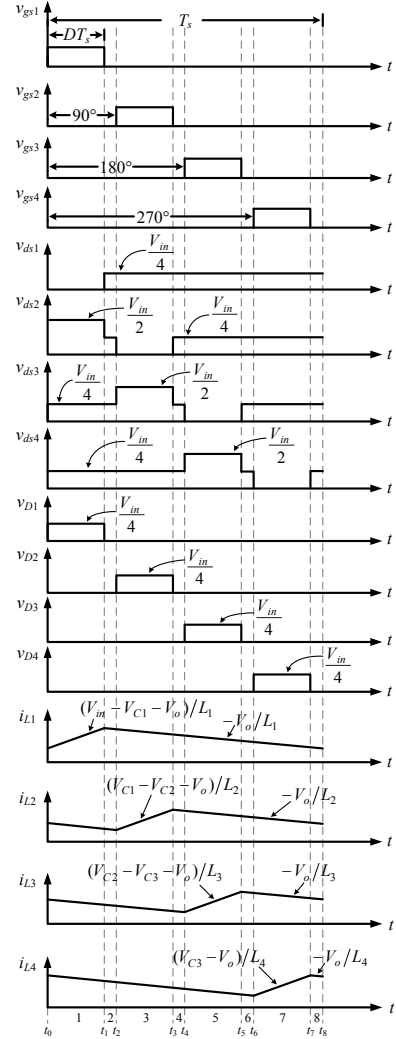 v_gs1 T_s
DT_s
t
v_gs2
90° t
v_gs3
180° t
v_gs4
270° t
v_ds1 V_in/4
t
v_ds2 V_in/2 V_in/4
t
v_ds3 V_in/4 V_in/2
t
v_ds4 V_in/4 V_in/2
t
v_D1 V_in/4
t
v_D2 V_in/4
t
v_D3 V_in/4
t
v_D4 V_in/4
t
i_L1 (V_in − V_C1 − V_o)/L_1 −V_o/L_1
t
i_L2 (V_C1 − V_C2 − V_o)/L_2 −V_o/L_2
t
i_L3 (V_C2 − V_C3 − V_o)/L_3 −V_o/L_3
t
i_L4 (V_C3 − V_o)/L_4 −V_o/L_4
t
1 2 3 4 5 6 7 8
t_0 t_1 t_2 t_3 t_4 t_5 t_6 t_7 t_8